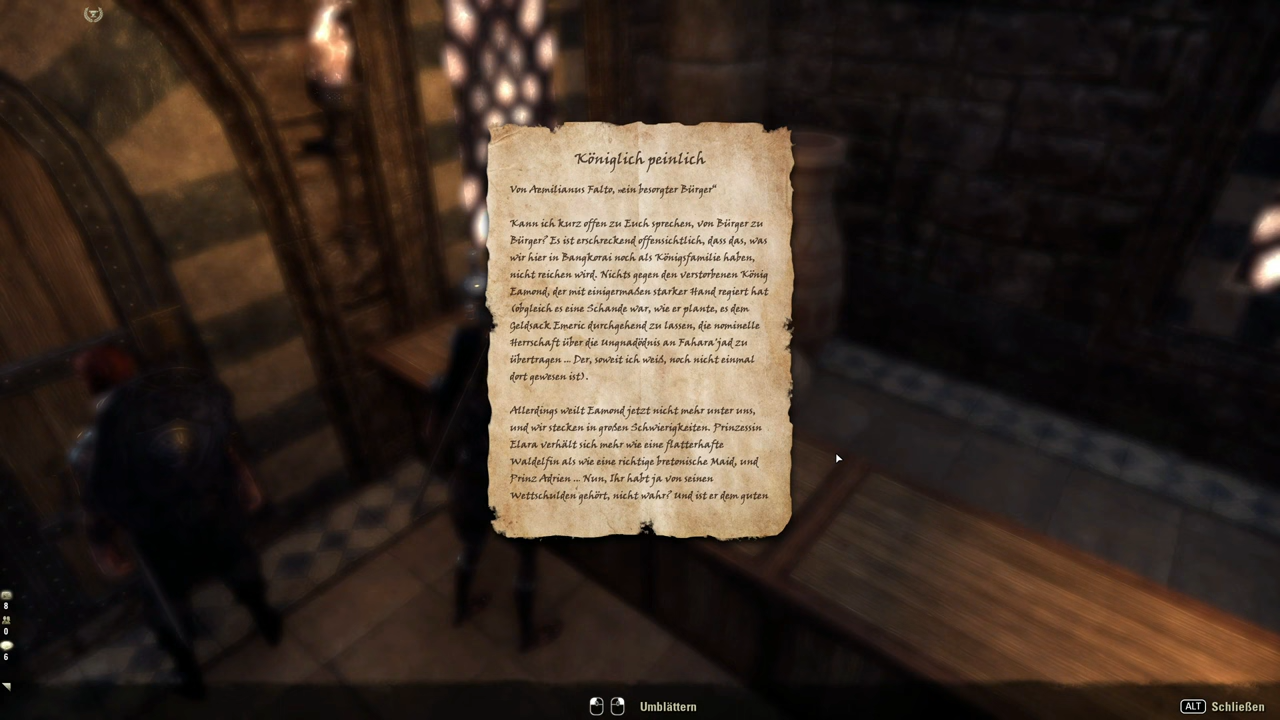 Königlich peinlich
Von Aemilianus Falto, „ein besorgter Bürger“
Kann ich kurz offen zu Euch sprechen, von Bürger zu
Bürger? Es ist erschreckend offensichtlich, dass das, was
wir hier in Bangkorai noch als Königsfamilie haben,
nicht reichen wird. Nichts gegen den verstorbenen König
Eamond, der mit einigermaßen starker Hand regiert hat
(obgleich es eine Schande war, wie er plante, es dem
Geldsack Emeric durchgehend zu lassen, die nominelle
Herrschaft über die Ungnadödnis an Fahara'jad zu
übertragen ... Der, soweit ich weiß, noch nicht einmal
dort gewesen ist).
Allerdings weilt Eamond jetzt nicht mehr unter uns,
und wir stecken in großen Schwierigkeiten. Prinzessin
Elara verhält sich mehr wie eine flatterhafte
Waldelfin als wie eine richtige bretonische Maid, und
Prinz Adrien ... Nun, Ihr habt ja von seinen
Wettschulden gehört, nicht wahr? Und ist er dem guten
8
0
6
Umblättern
ALT Schließen